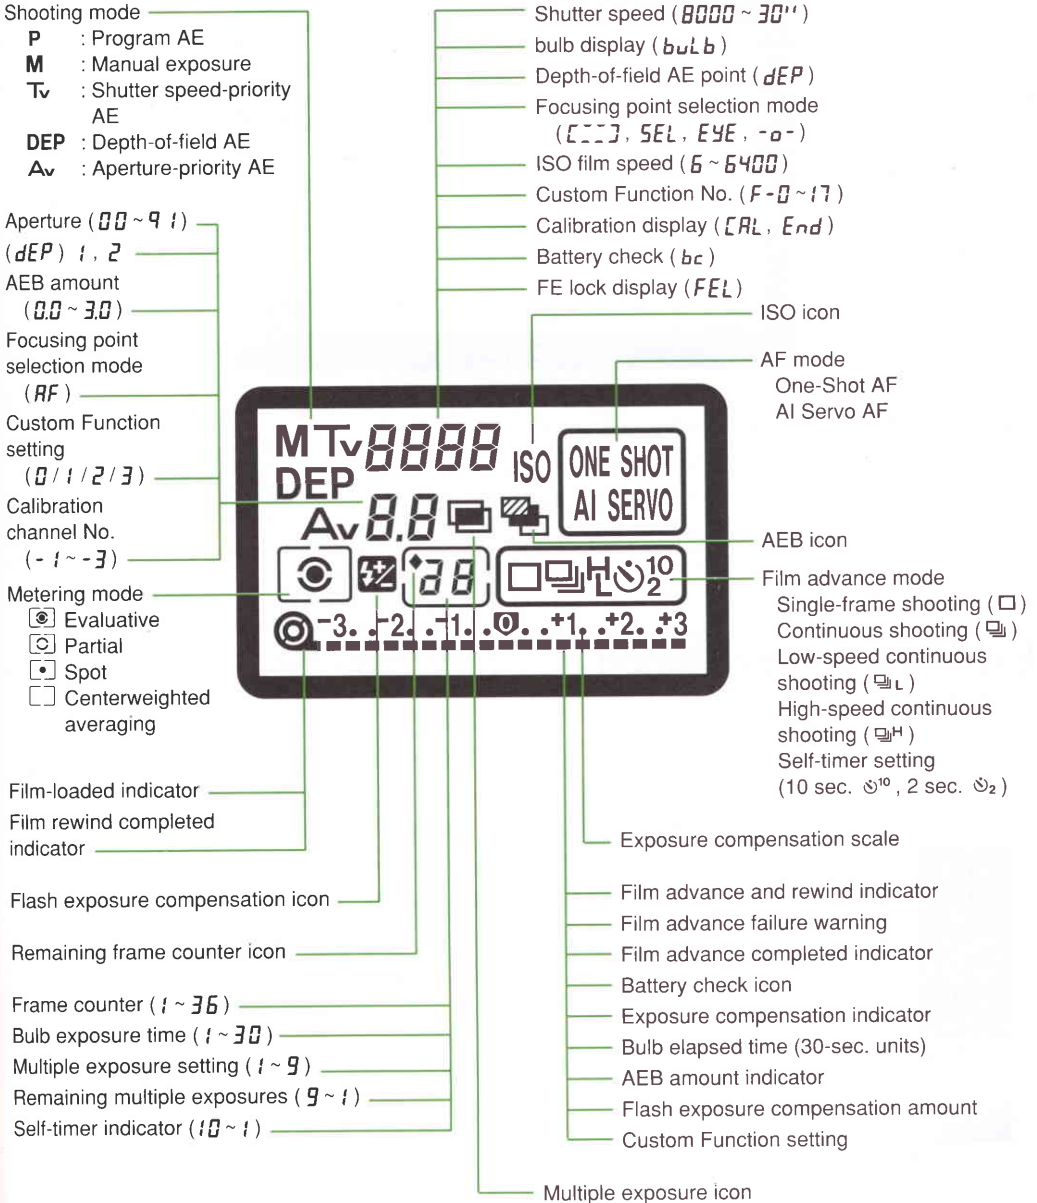 Shooting mode
P : Program AE
M : Manual exposure
Tv : Shutter speed-priority
AE
DEP : Depth-of-field AE
Av : Aperture-priority AE
Aperture (00 ~ 91)
(dEP) 1, 2
AEB amount
(0.0 ~ 3.0)
Focusing point
selection mode
(AF)
Custom Function
setting
(0/1/2/3)
Calibration
channel No.
(-1 ~ -3)
Metering mode
Evaluative
Partial
Spot
Centerweighted
averaging
Film-loaded indicator
Film rewind completed
indicator
Flash exposure compensation icon
Remaining frame counter icon
Frame counter (1 ~ 36)
Bulb exposure time (1 ~ 30)
Multiple exposure setting (1 ~ 9)
Remaining multiple exposures (9 ~ 1)
Self-timer indicator (10 ~ 1)
Shutter speed (8000 ~ 30'')
bulb display (buLb)
Depth-of-field AE point (dEP)
Focusing point selection mode
([---], SEL, EYE, -o-)
ISO film speed (6 ~ 6400)
Custom Function No. (F-0 ~ 17)
Calibration display (CAL, End)
Battery check (bc)
FE lock display (FEL)
ISO icon
AF mode
One-Shot AF
AI Servo AF
M Tv 8888 ISO ONE SHOT
DEP AI SERVO
Av 8.8
38 H L 10 2
-3. .-2. .-1. .0. .+1. .+2. .+3
AEB icon
Film advance mode
Single-frame shooting (□)
Continuous shooting ( )
Low-speed continuous
shooting ( L)
High-speed continuous
shooting ( H)
Self-timer setting
(10 sec. 10, 2 sec. 2)
Exposure compensation scale
Film advance and rewind indicator
Film advance failure warning
Film advance completed indicator
Battery check icon
Exposure compensation indicator
Bulb elapsed time (30-sec. units)
AEB amount indicator
Flash exposure compensation amount
Custom Function setting
Multiple exposure icon